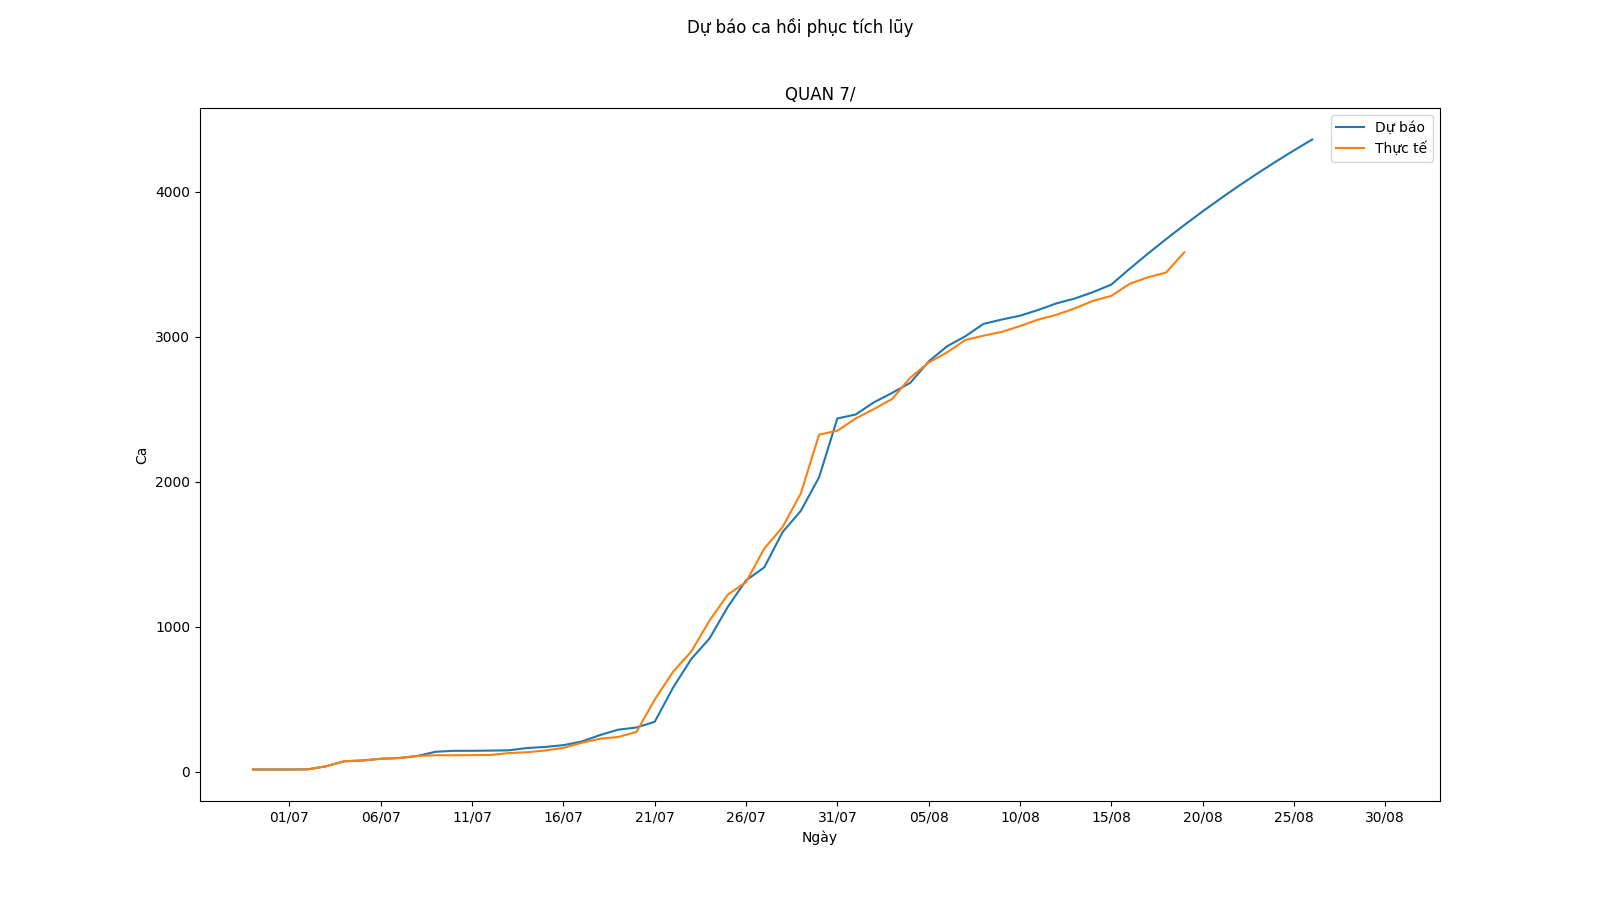 Dự báo ca hồi phục tích lũy
QUAN 7/
Dự báo
Thực tế
4000
3000
2000
1000
0
Ca
01/07 06/07 11/07 16/07 21/07 26/07 31/07 05/08 10/08 15/08 20/08 25/08 30/08
Ngày